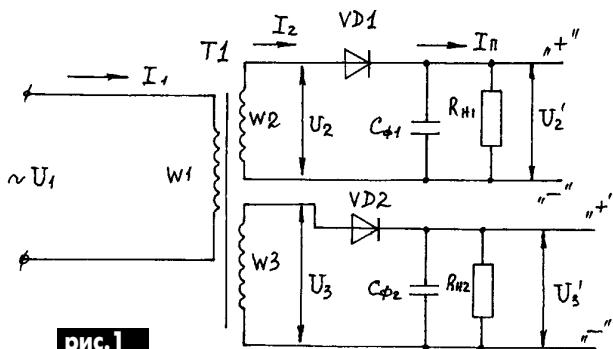 T1
I₁
I₂
VD1
Iп
„+"
~U₁
W1
W2
U₂
Cф1
Rн1
U₂'
„—"
VD2
„+"
W3
U₃
Cф2
Rн2
U₃'
„—"
рис.1